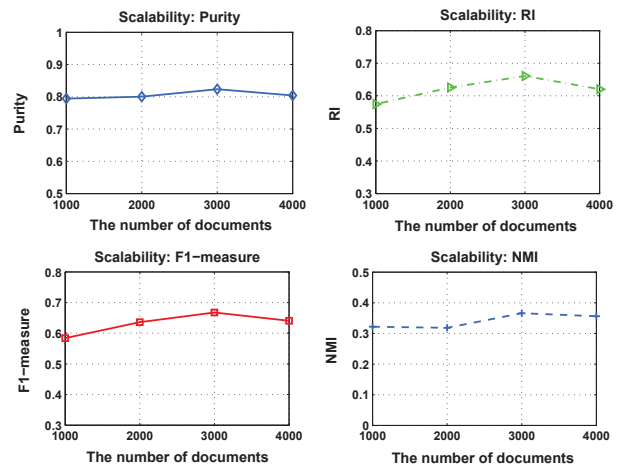 Scalability: Purity
1
0.9
0.8
0.7
0.6
0.5
Purity
1000 2000 3000 4000
The number of documents
Scalability: RI
0.8
0.7
0.6
0.5
0.4
0.3
RI
1000 2000 3000 4000
The number of documents
Scalability: F1−measure
0.8
0.7
0.6
0.5
0.4
0.3
F1−measure
1000 2000 3000 4000
The number of documents
Scalability: NMI
0.5
0.4
0.3
0.2
0.1
0
NMI
1000 2000 3000 4000
The number of documents